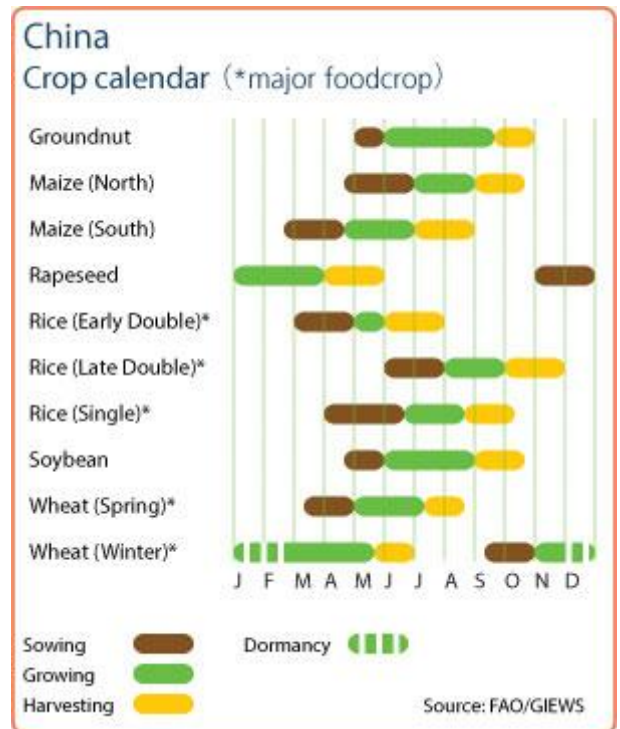 China
Crop calendar (*major foodcrop)
Groundnut
Maize (North)
Maize (South)
Rapeseed
Rice (Early Double)*
Rice (Late Double)*
Rice (Single)*
Soybean
Wheat (Spring)*
Wheat (Winter)*
J F M A M J J A S O N D
Sowing
Dormancy
Growing
Harvesting
Source: FAO/GIEWS